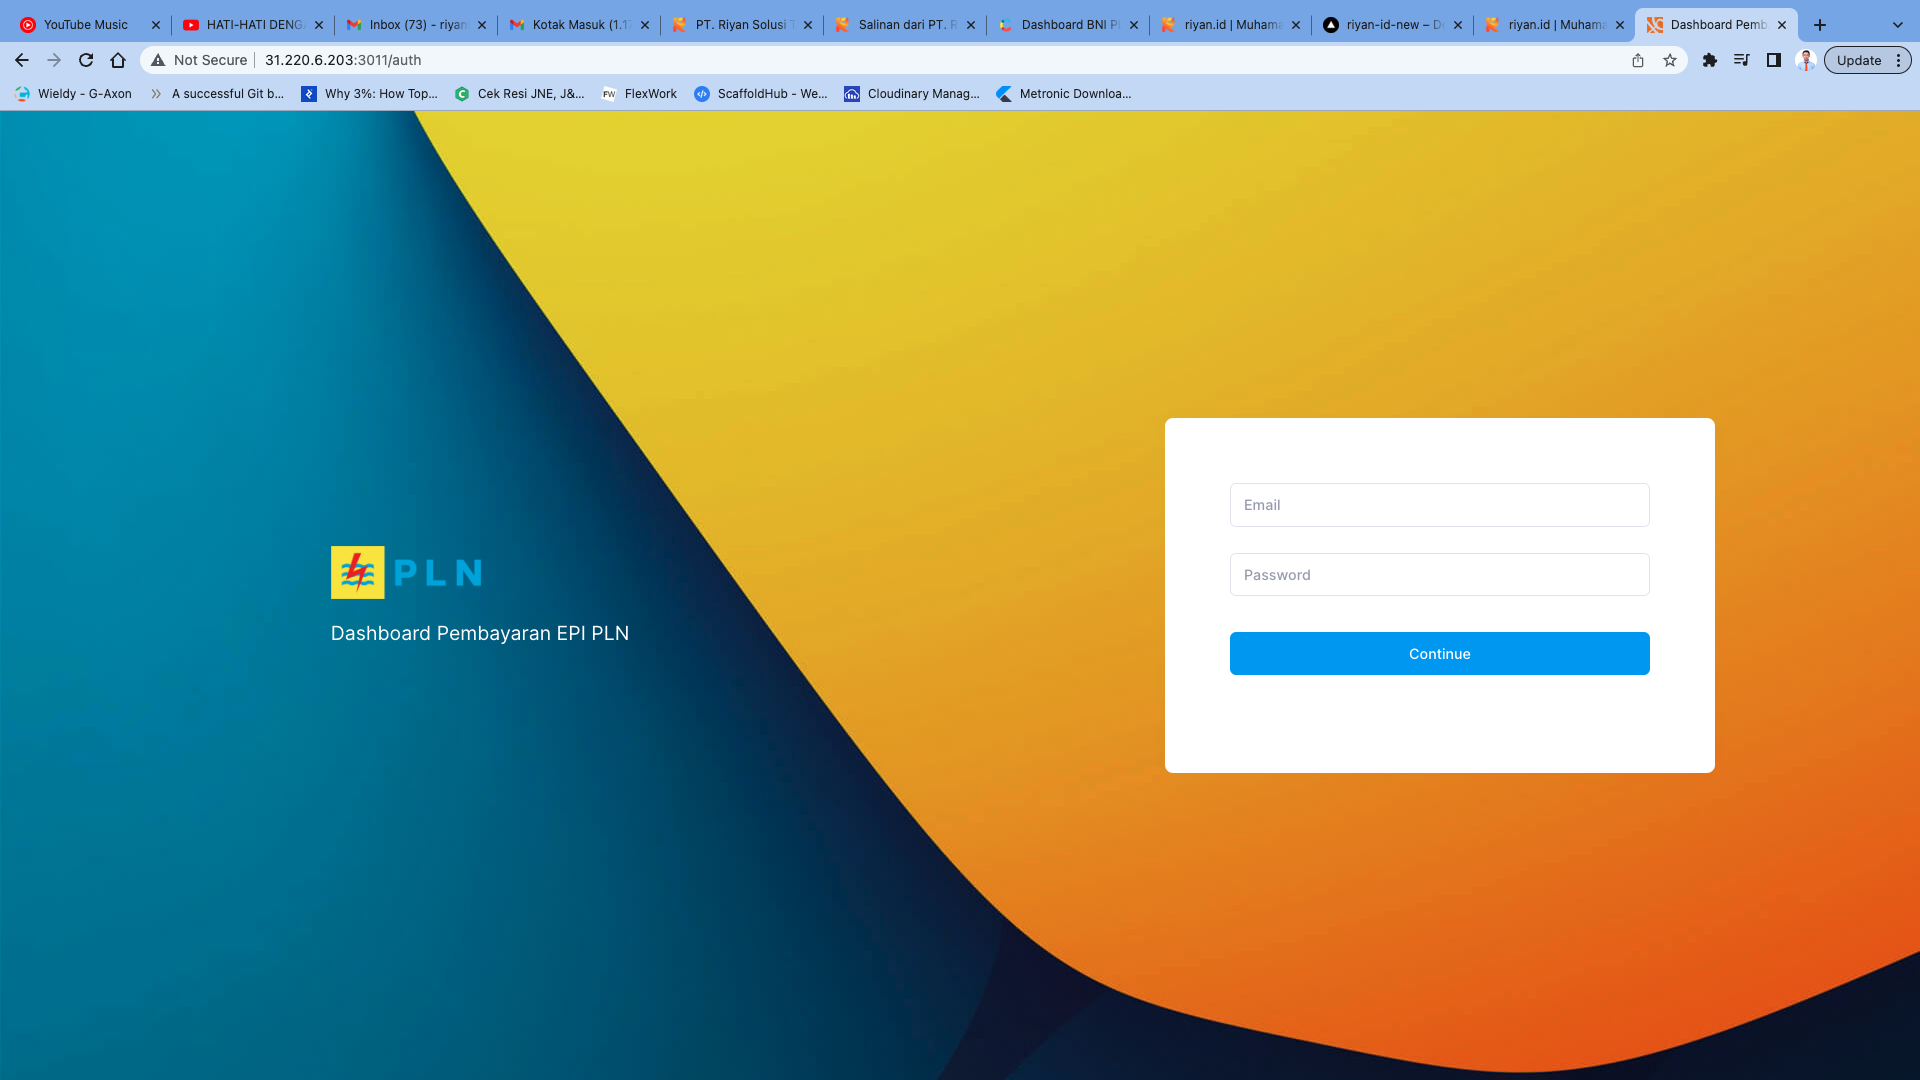 YouTube Music
HATI-HATI DENG
Inbox (73) - riyan
Kotak Masuk (1.1
PT. Riyan Solusi T
Salinan dari PT. R
Dashboard BNI P
riyan.id | Muhama
riyan-id-new – D
riyan.id | Muhama
Dashboard Pemb
Not Secure
31.220.6.203:3011/auth
Update
Wieldy - G-Axon
A successful Git b...
Why 3%: How Top...
Cek Resi JNE, J&...
FlexWork
ScaffoldHub - We...
Cloudinary Manag...
Metronic Downloa...
PLN
Dashboard Pembayaran EPI PLN
Email
Password
Continue